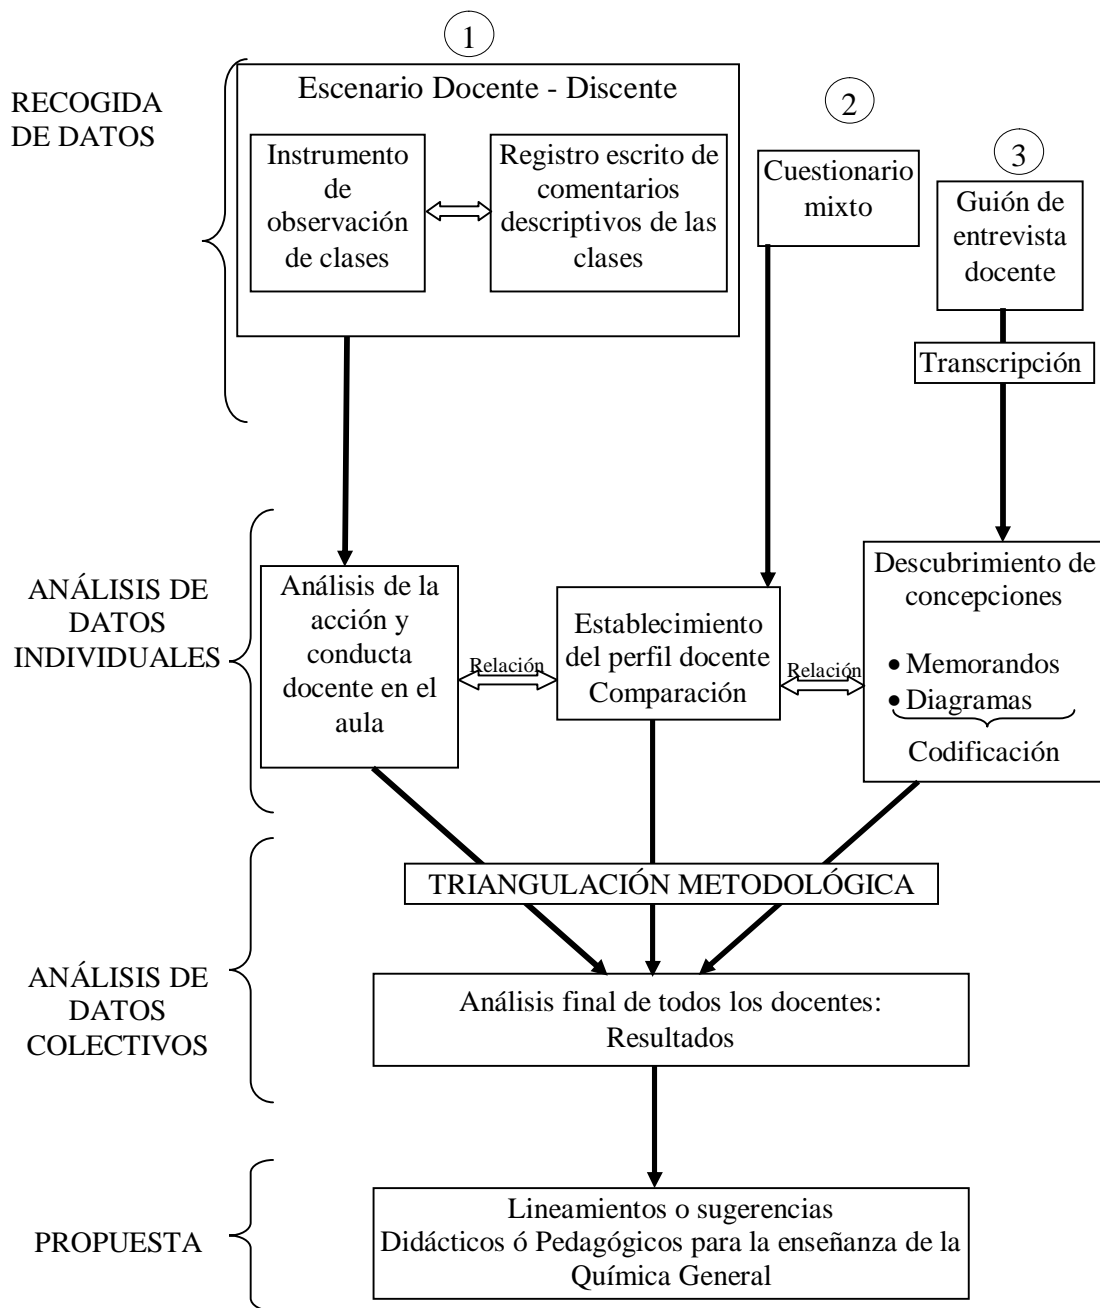 1
RECOGIDA
DE DATOS
Escenario Docente - Discente
Instrumento
de
observación
de clases
Registro escrito de
comentarios
descriptivos de las
clases
2
Cuestionario
mixto
3
Guión de
entrevista
docente
Transcripción
ANÁLISIS DE
DATOS
INDIVIDUALES
Análisis de la
acción y
conducta
docente en el
aula
Relación
Establecimiento
del perfil docente
Comparación
Relación
Descubrimiento de
concepciones
• Memorandos
• Diagramas
Codificación
TRIANGULACIÓN METODOLÓGICA
ANÁLISIS DE
DATOS
COLECTIVOS
Análisis final de todos los docentes:
Resultados
PROPUESTA
Lineamientos o sugerencias
Didácticos ó Pedagógicos para la enseñanza de la
Química General